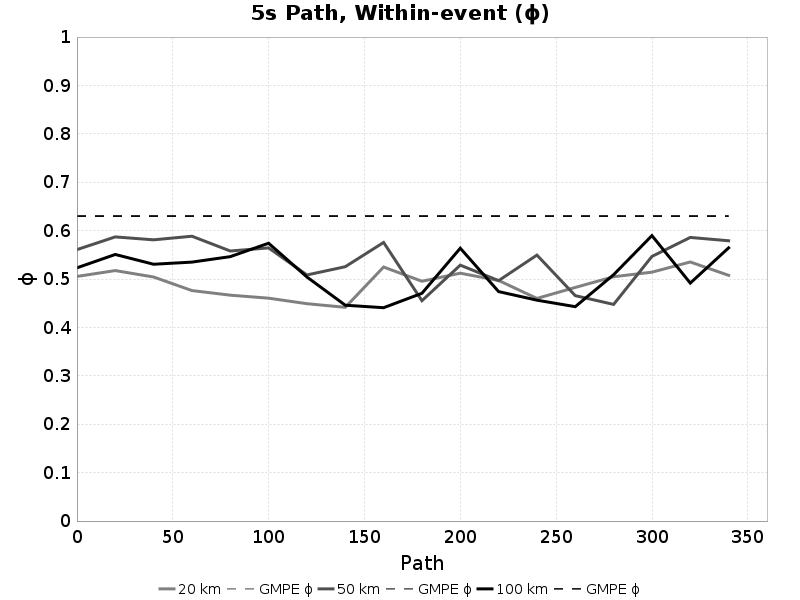 5s Path, Within-event (ϕ)
1
0.9
0.8
0.7
0.6
0.5
0.4
0.3
0.2
0.1
0
ϕ
0 50 100 150 200 250 300 350
Path
20 km GMPE ϕ 50 km GMPE ϕ 100 km GMPE ϕ